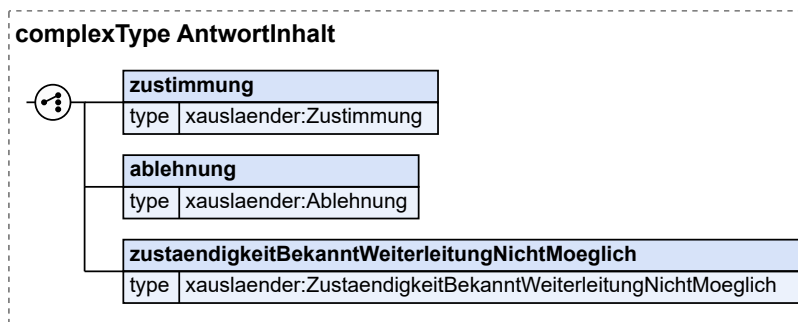 complexType AntwortInhalt
zustimmung
type xauslaender:Zustimmung
ablehnung
type xauslaender:Ablehnung
zustaendigkeitBekanntWeiterleitungNichtMoeglich
type xauslaender:ZustaendigkeitBekanntWeiterleitungNichtMoeglich